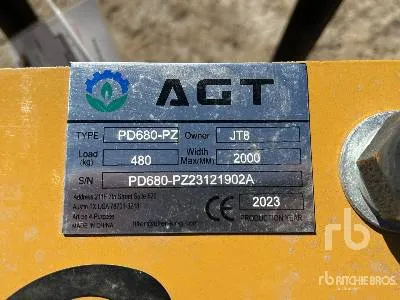 AGT
TYPE PD680-PZ Owner JT8
Load (kg) 480 Width Max(MM) 2000
S/N PD680-PZ23121902A
Address
MADE IN CHINA
2023
PRODUCTION YEAR
rb
RITCHIE BROS.